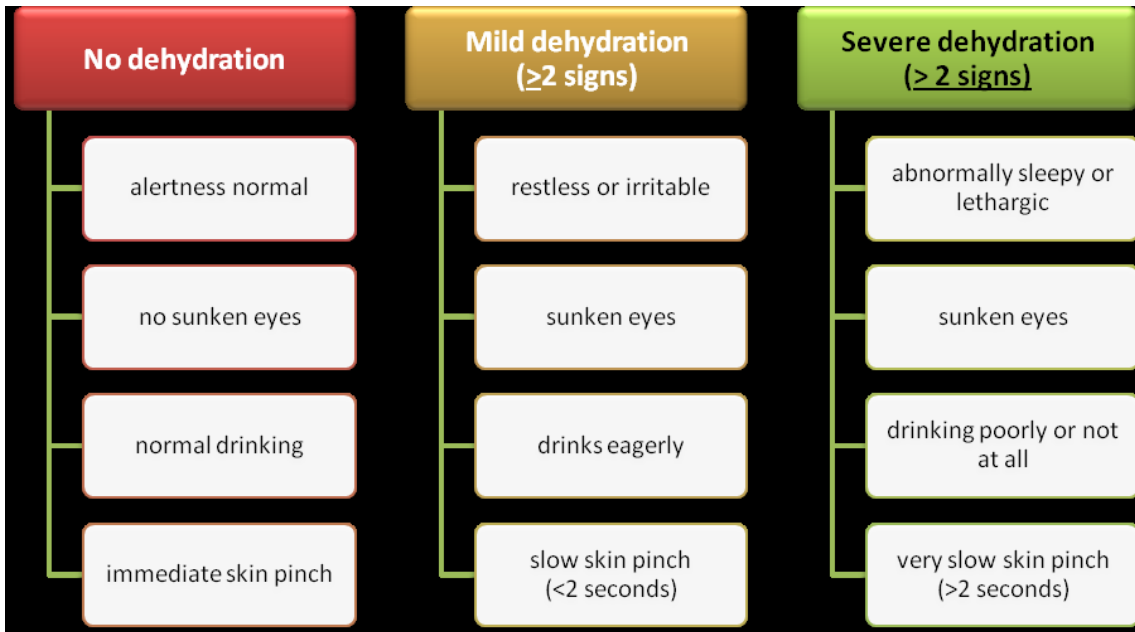 No dehydration
alertness normal
no sunken eyes
normal drinking
immediate skin pinch
Mild dehydration
(>2 signs)
restless or irritable
sunken eyes
drinks eagerly
slow skin pinch
(<2 seconds)
Severe dehydration
(> 2 signs)
abnormally sleepy or
lethargic
sunken eyes
drinking poorly or not
at all
very slow skin pinch
(>2 seconds)